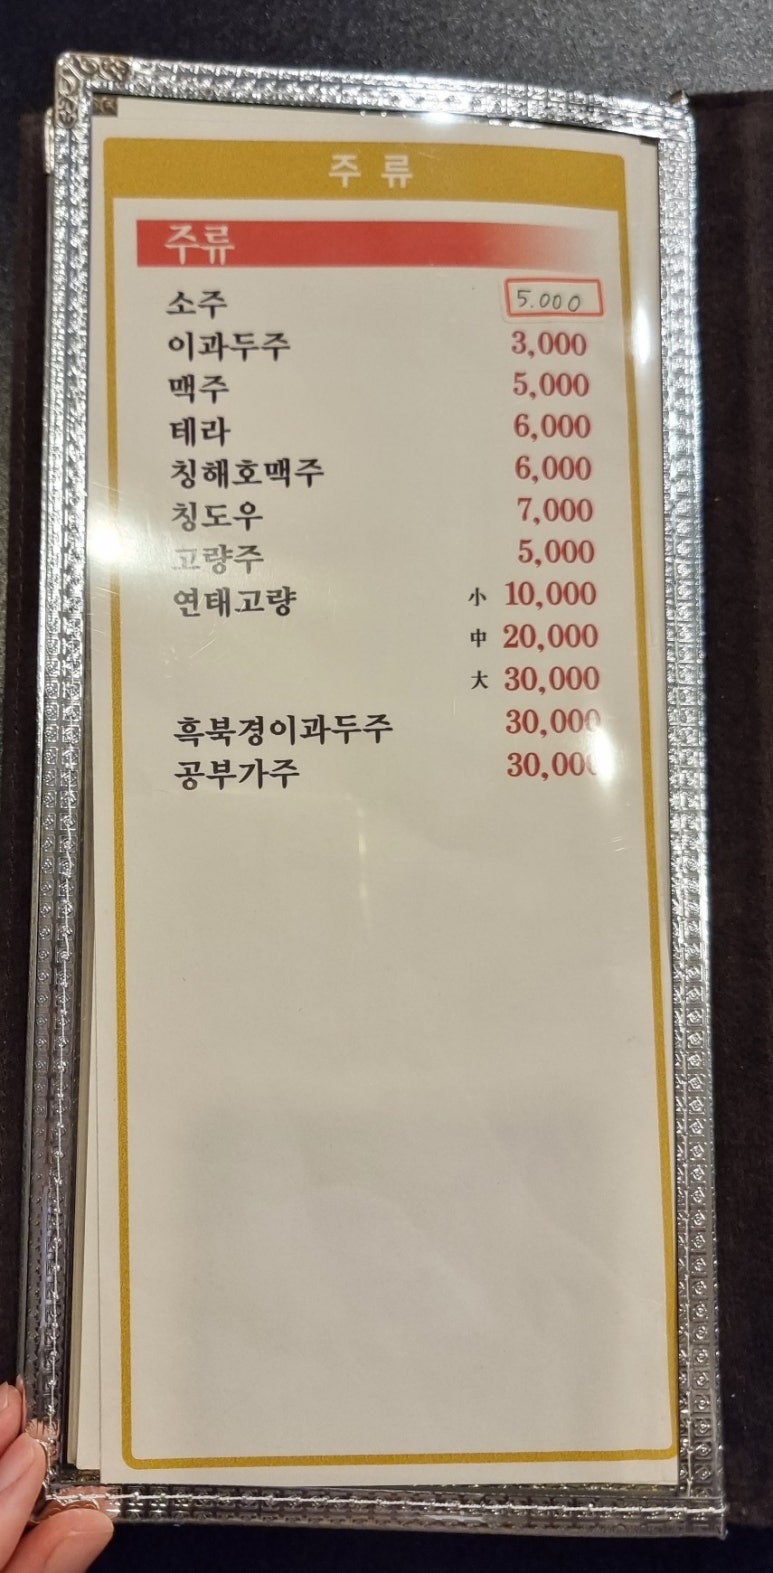 주 류
주류
소주 5.000
이과두주 3,000
맥주 5,000
테라 6,000
칭해호맥주 6,000
칭도우 7,000
고량주 5,000
연태고량 小 10,000
中 20,000
大 30,000
흑북경이과두주 30,000
공부가주 30,000